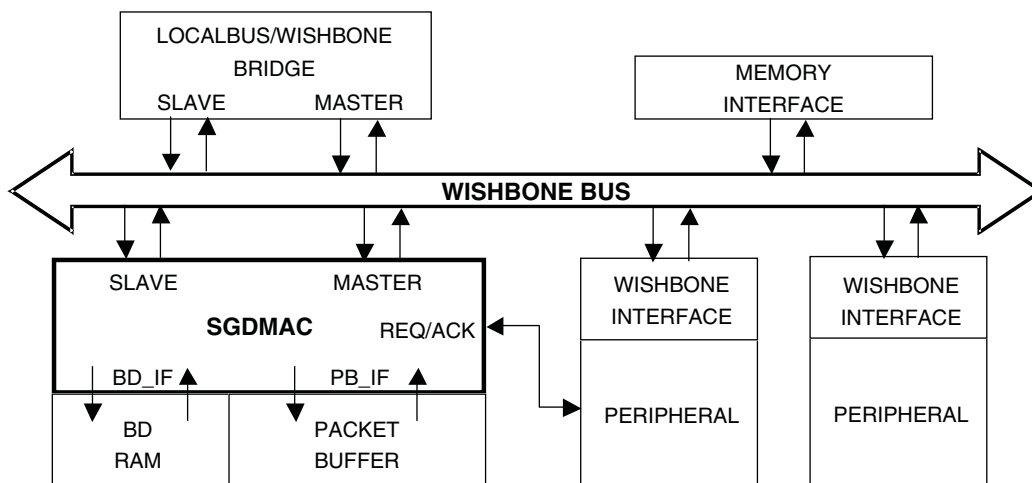 LOCALBUS/WISHBONE
BRIDGE
SLAVE
MASTER
MEMORY
INTERFACE
WISHBONE BUS
SLAVE
MASTER
SGDMAC
REQ/ACK
BD_IF
PB_IF
BD
RAM
PACKET
BUFFER
WISHBONE
INTERFACE
PERIPHERAL
WISHBONE
INTERFACE
PERIPHERAL